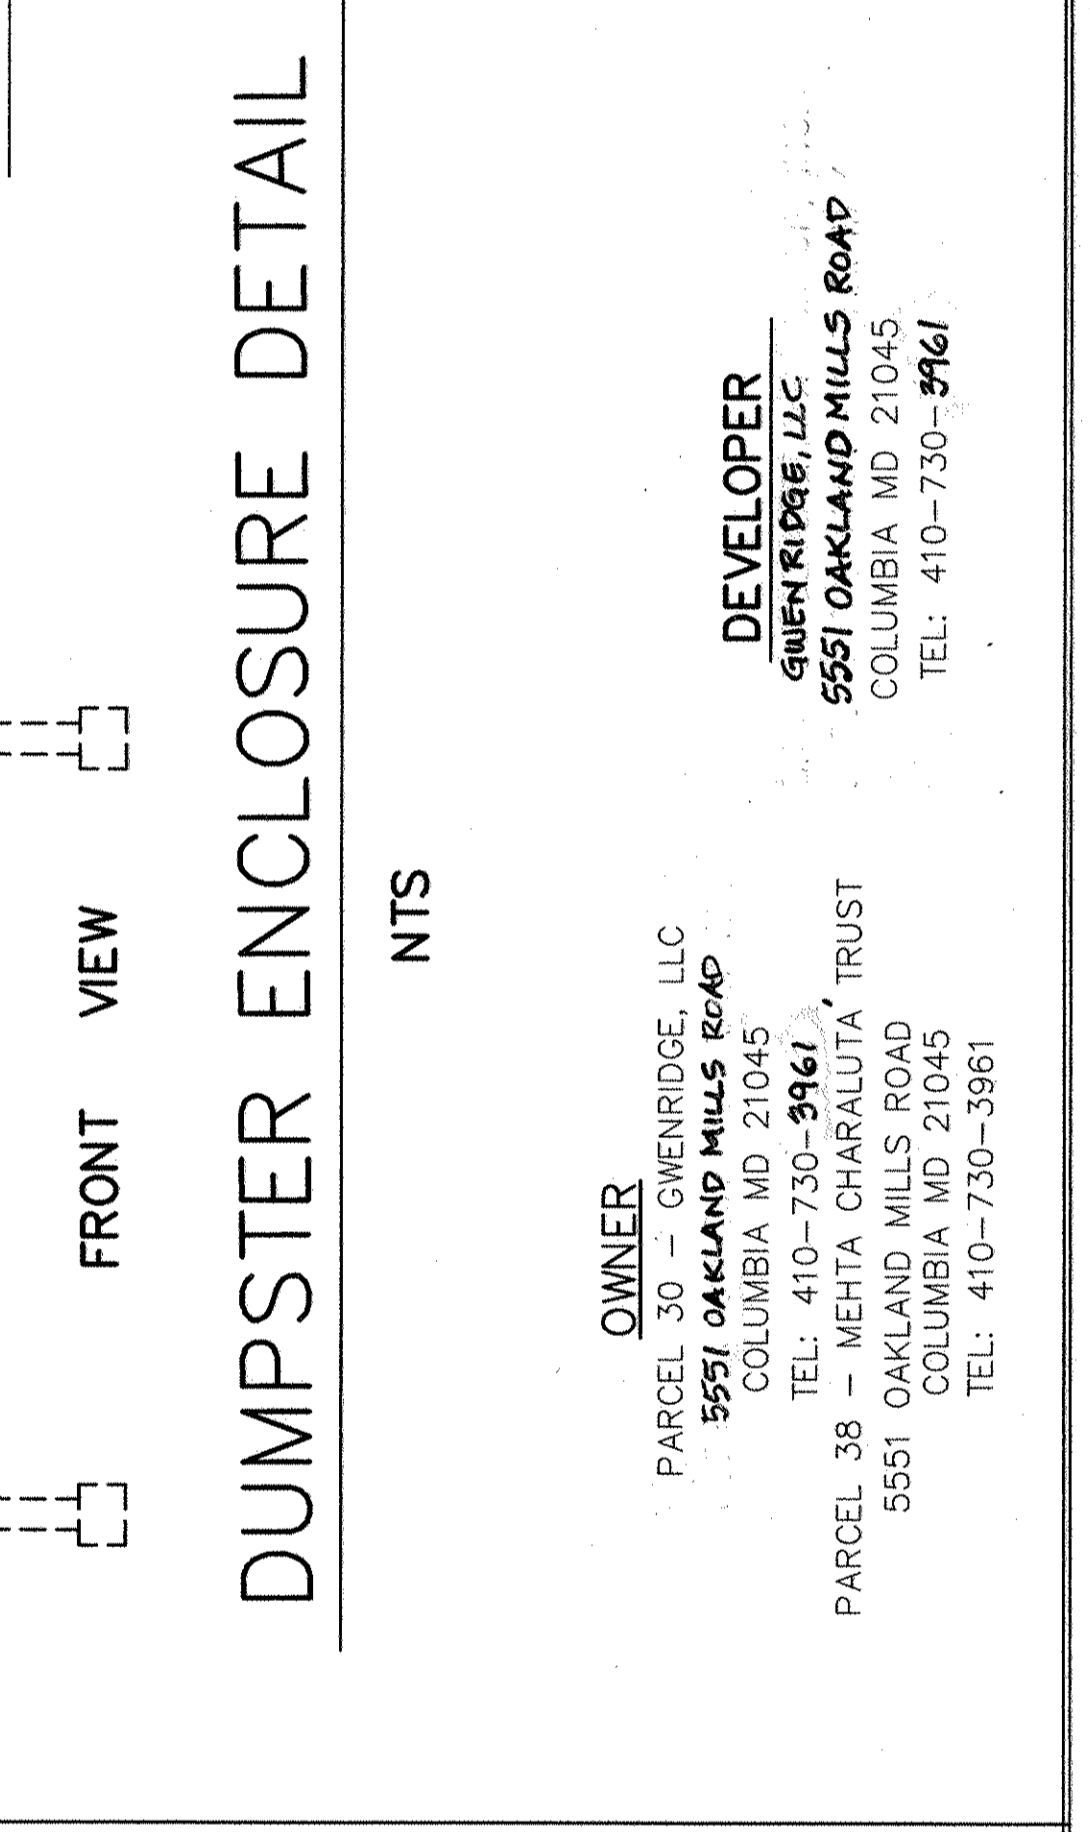 FRONT VIEW
DUMPSTER ENCLOSURE DETAIL
NTS
OWNER
PARCEL 30 – GWENRIDGE, LLC
5551 OAKLAND MILLS ROAD
COLUMBIA MD 21045
TEL: 410–730–3961
PARCEL 38 – MEHTA CHARALUTA' TRUST
5551 OAKLAND MILLS ROAD
COLUMBIA MD 21045
TEL: 410–730–3961
DEVELOPER
GWENRIDGE, LLC
5551 OAKLAND MILLS ROAD
COLUMBIA MD 21045
TEL: 410–730–3961